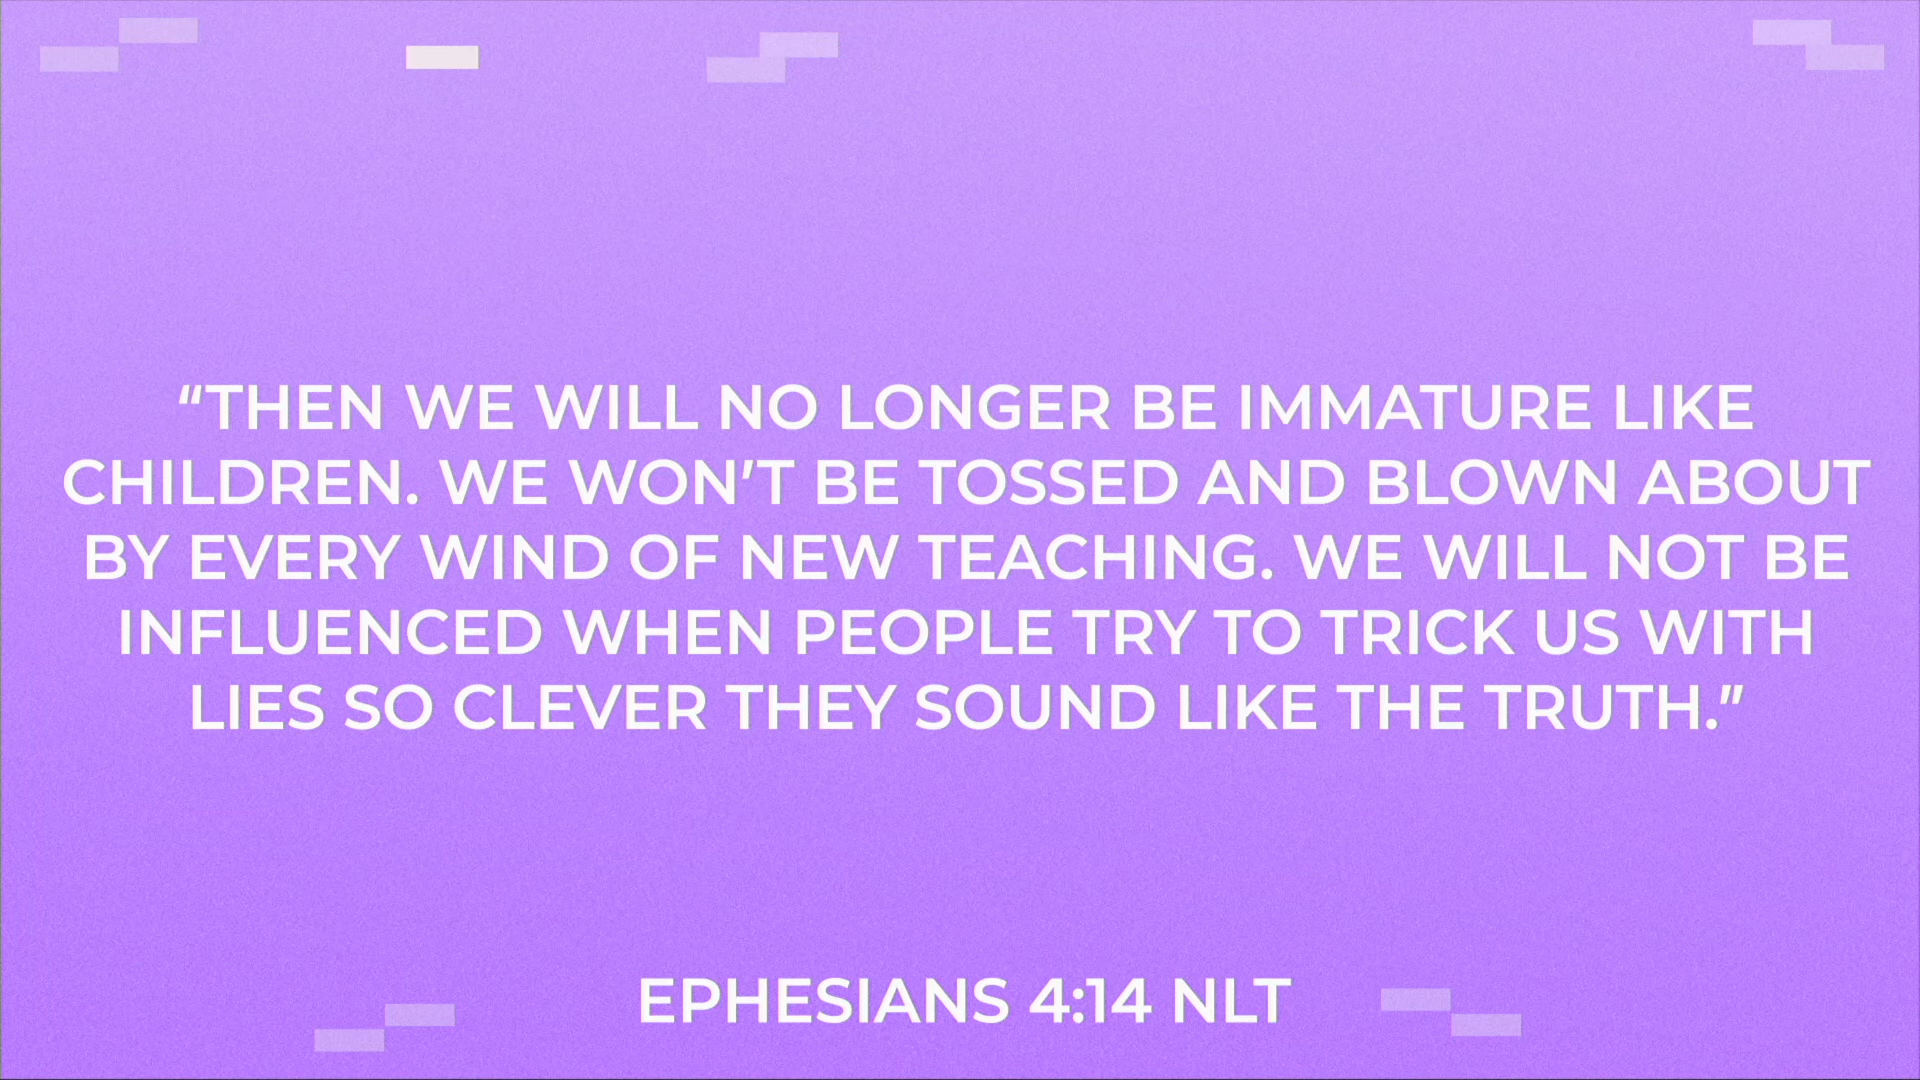 “THEN WE WILL NO LONGER BE IMMATURE LIKE
CHILDREN. WE WON’T BE TOSSED AND BLOWN ABOUT
BY EVERY WIND OF NEW TEACHING. WE WILL NOT BE
INFLUENCED WHEN PEOPLE TRY TO TRICK US WITH
LIES SO CLEVER THEY SOUND LIKE THE TRUTH.”
EPHESIANS 4:14 NLT